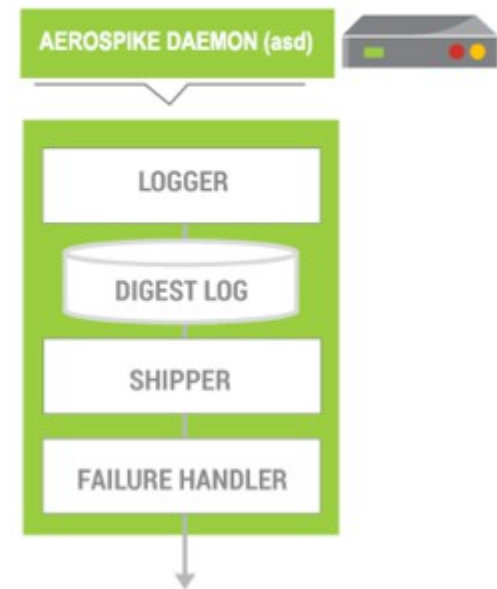 AEROSPIKE DAEMON (asd)
LOGGER
DIGEST LOG
SHIPPER
FAILURE HANDLER